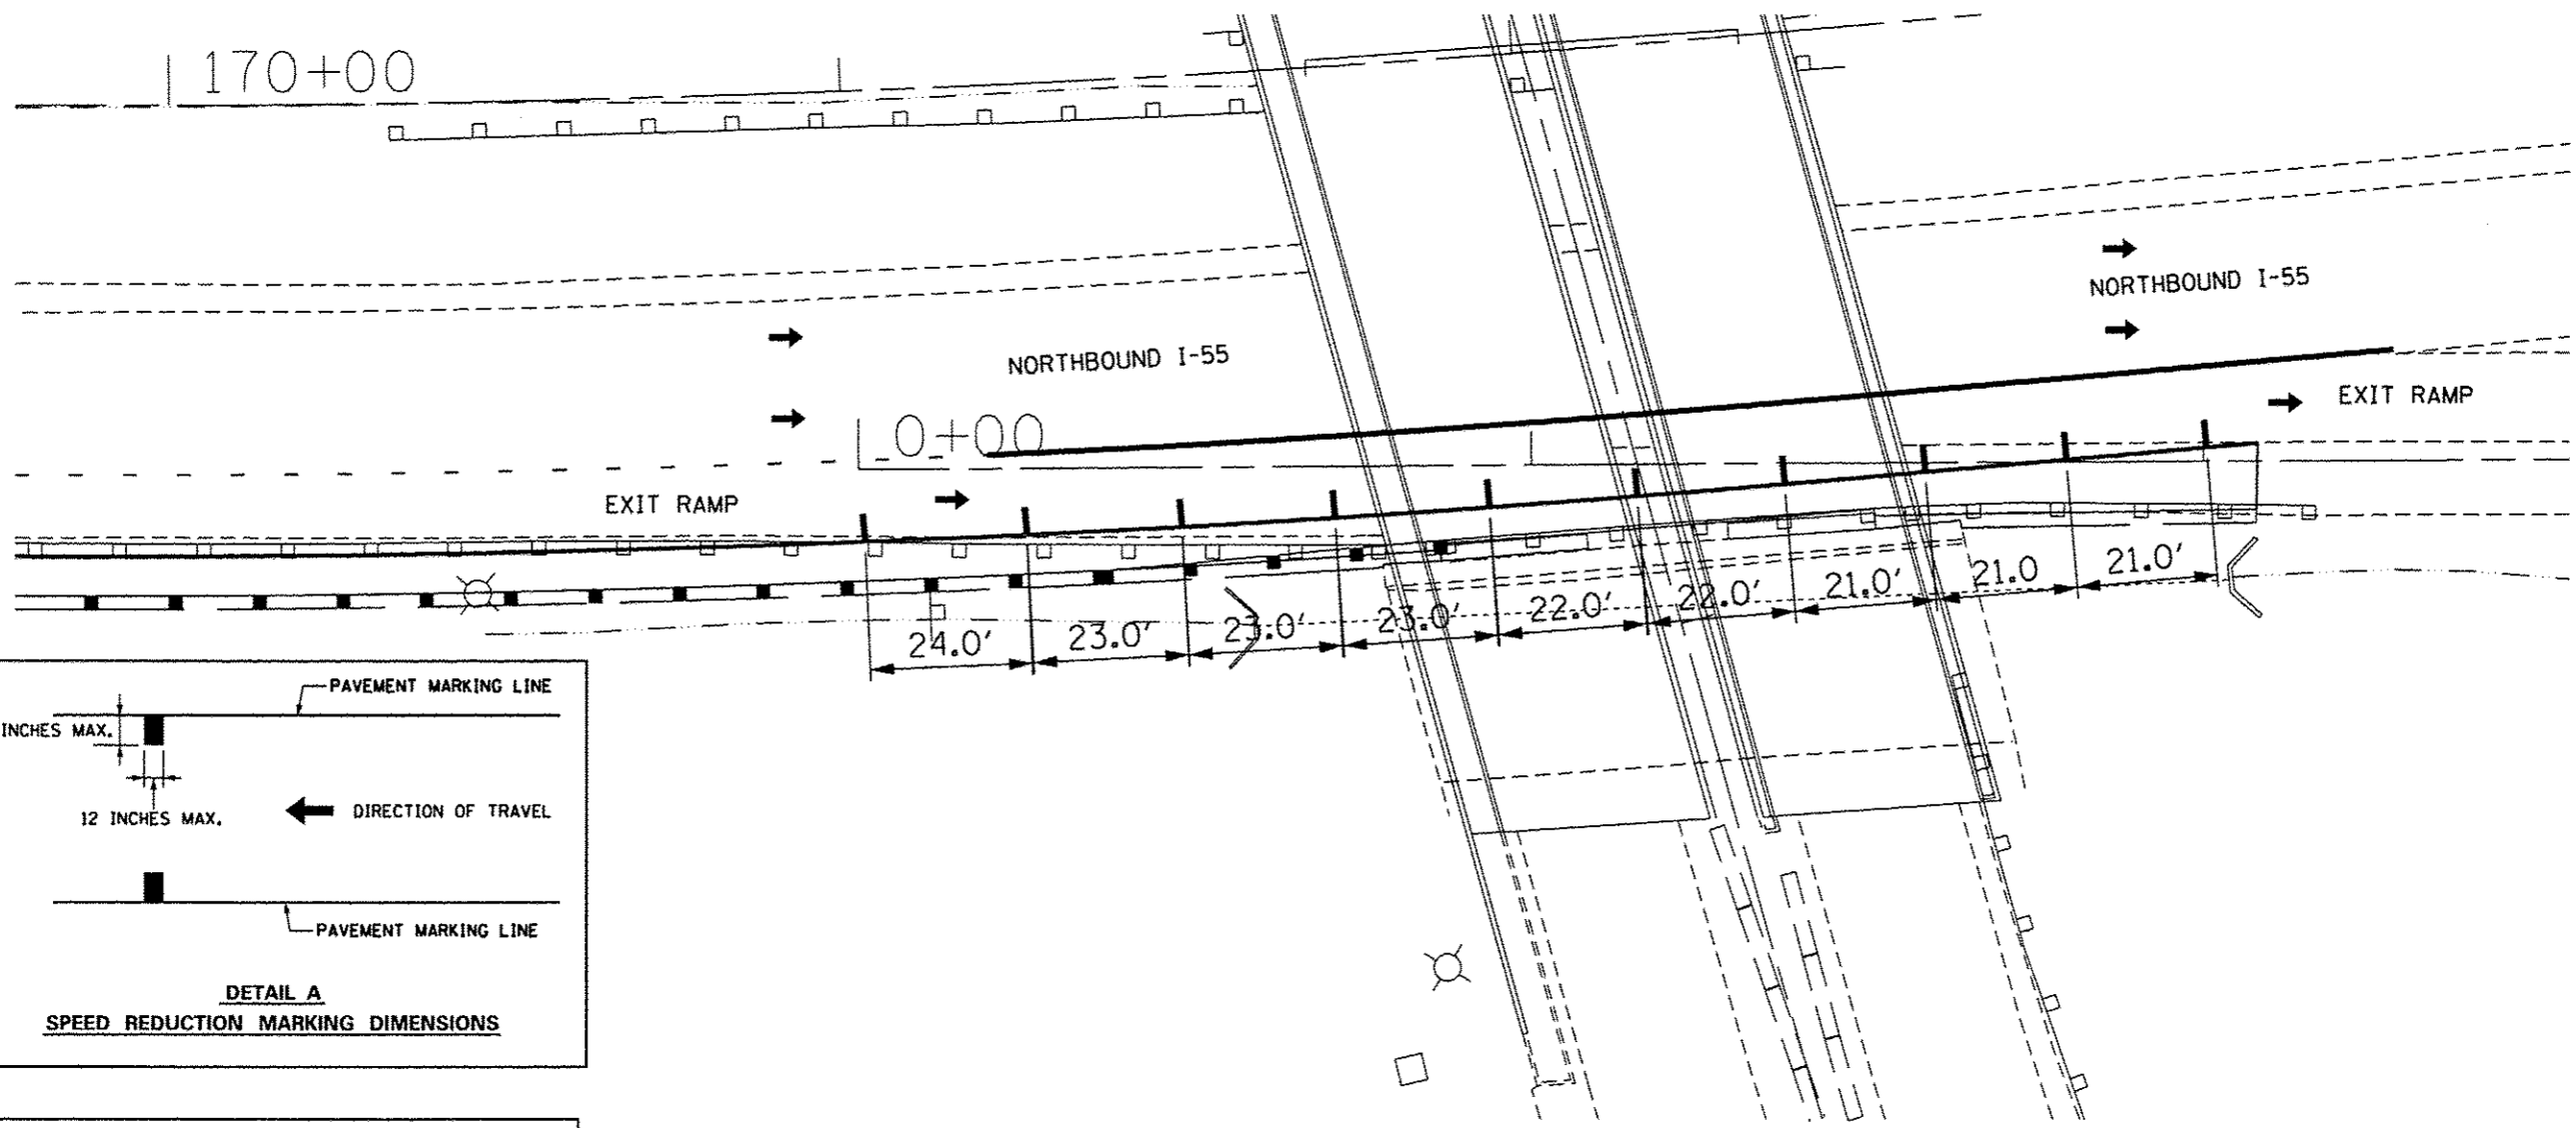 170+00
NORTHBOUND I-55
NORTHBOUND I-55
0+00
EXIT RAMP
EXIT RAMP
24.0'
23.0'
23.0'
23.0'
22.0'
22.0'
21.0'
21.0
21.0'
PAVEMENT MARKING LINE
INCHES MAX.
12 INCHES MAX.
DIRECTION OF TRAVEL
PAVEMENT MARKING LINE
DETAIL A
SPEED REDUCTION MARKING DIMENSIONS